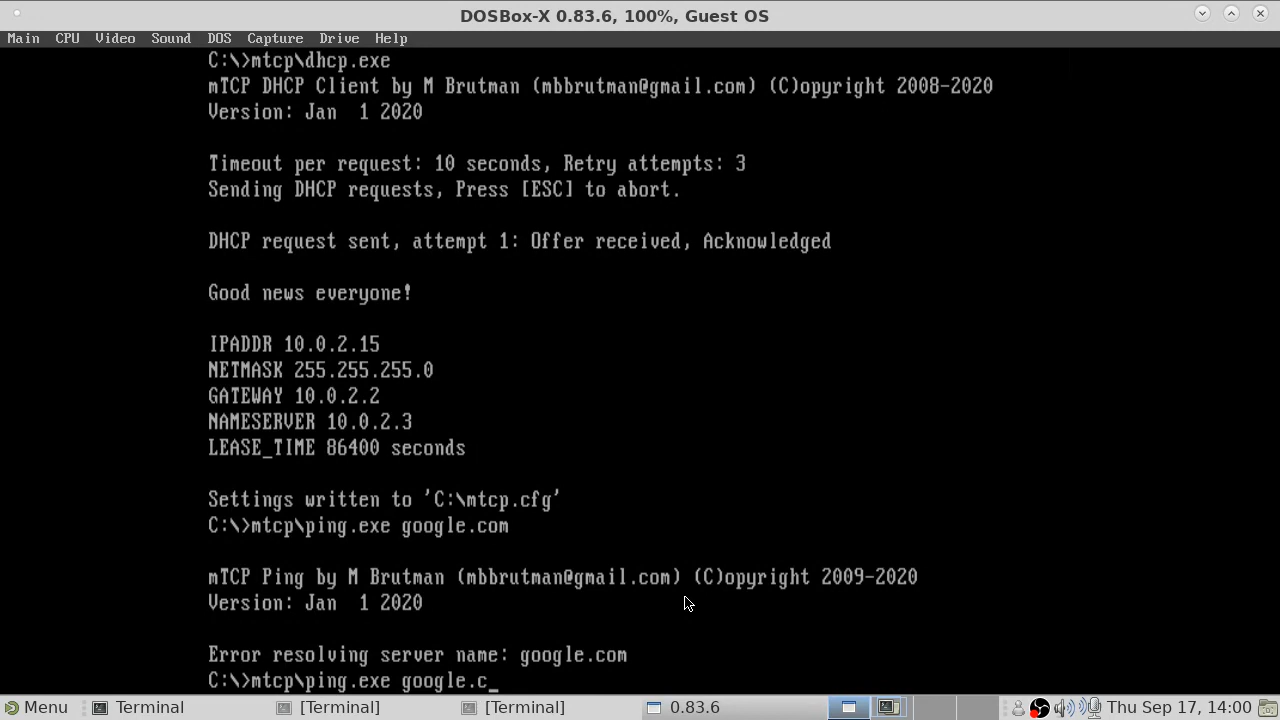 DOSBox-X 0.83.6, 100%, Guest OS
Main CPU Video Sound DOS Capture Drive Help
C:\>mtcp\dhcp.exe
mTCP DHCP Client by M Brutman (mbbrutman@gmail.com) (C)opyright 2008-2020
Version: Jan  1 2020
Timeout per request: 10 seconds, Retry attempts: 3
Sending DHCP requests, Press [ESC] to abort.
DHCP request sent, attempt 1: Offer received, Acknowledged
Good news everyone!
IPADDR 10.0.2.15
NETMASK 255.255.255.0
GATEWAY 10.0.2.2
NAMESERVER 10.0.2.3
LEASE_TIME 86400 seconds
Settings written to 'C:\mtcp.cfg'
C:\>mtcp\ping.exe google.com
mTCP Ping by M Brutman (mbbrutman@gmail.com) (C)opyright 2009-2020
Version: Jan  1 2020
Error resolving server name: google.com
C:\>mtcp\ping.exe google.c_
Menu Terminal [Terminal] [Terminal] 0.83.6 Thu Sep 17, 14:00